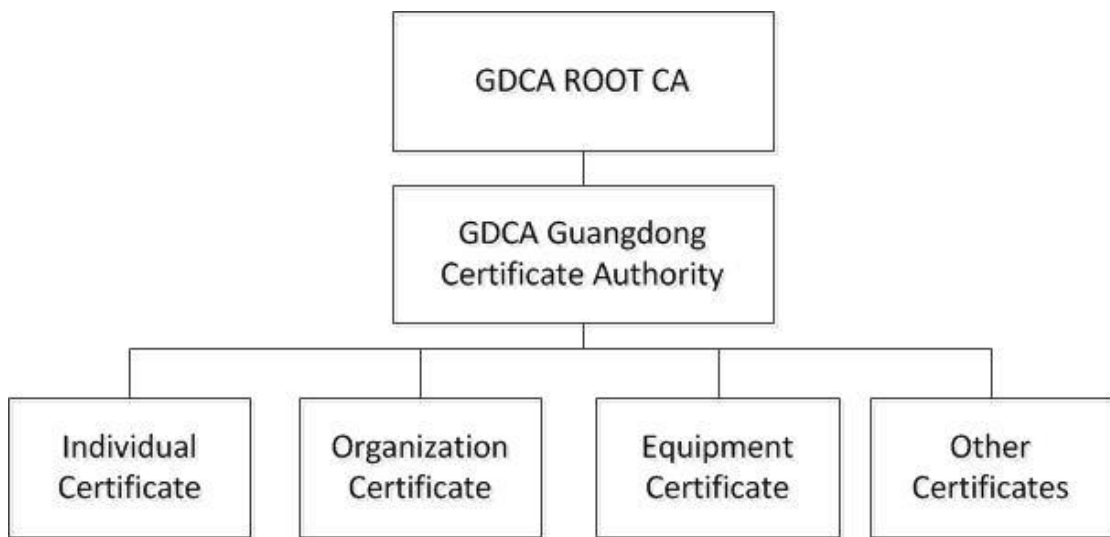 GDCA ROOT CA
GDCA Guangdong
Certificate Authority
Individual
Certificate
Organization
Certificate
Equipment
Certificate
Other
Certificates